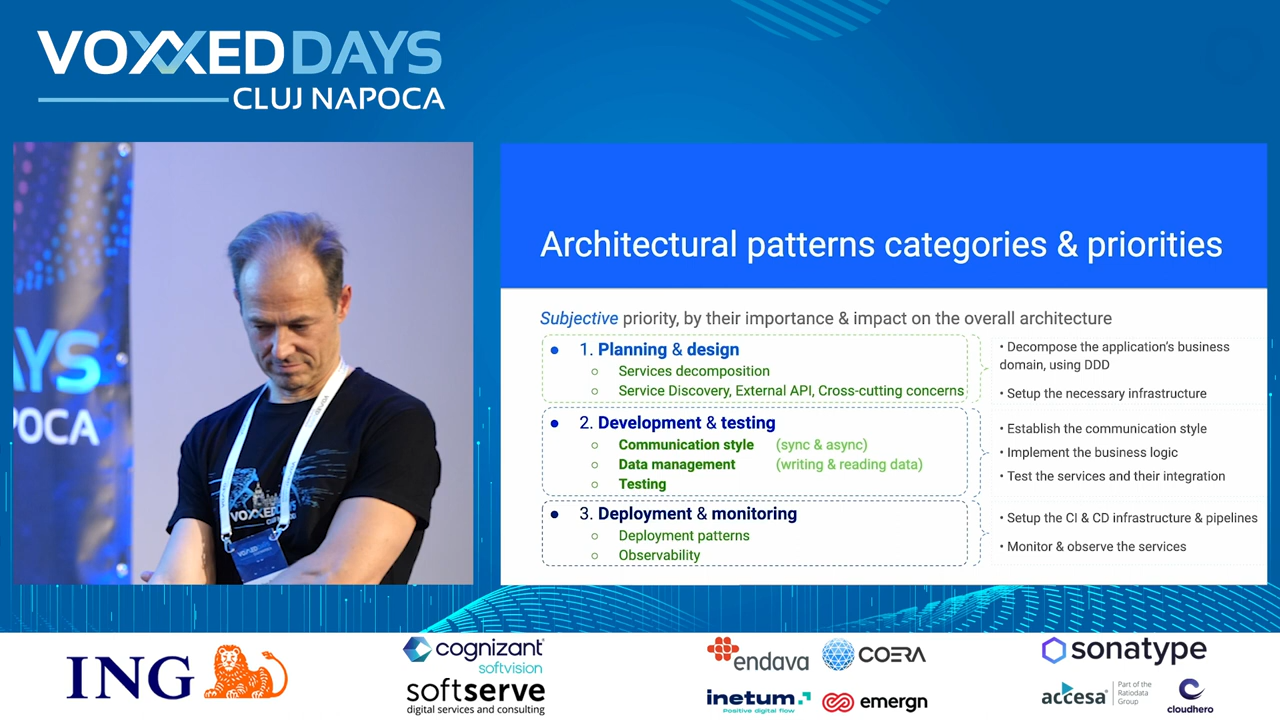 VOXXEDDAYS
CLUJ NAPOCA
AYS
POCA
VOXXED
Architectural patterns categories & priorities
Subjective priority, by their importance & impact on the overall architecture
• 1. Planning & design
○ Services decomposition
○ Service Discovery, External API, Cross-cutting concerns
• Decompose the application's business
domain, using DDD
• Setup the necessary infrastructure
• 2. Development & testing
○ Communication style (sync & async)
○ Data management (writing & reading data)
○ Testing
• Establish the communication style
• Implement the business logic
• Test the services and their integration
• 3. Deployment & monitoring
○ Deployment patterns
○ Observability
• Setup the CI & CD infrastructure & pipelines
• Monitor & observe the services
ING
cognizant
softvision
softserve
digital services and consulting
endava
COERA
inetum.
Positive digital flow
emergn
sonatype
accesa
Part of the
Ratiodata
Group
cloudhero